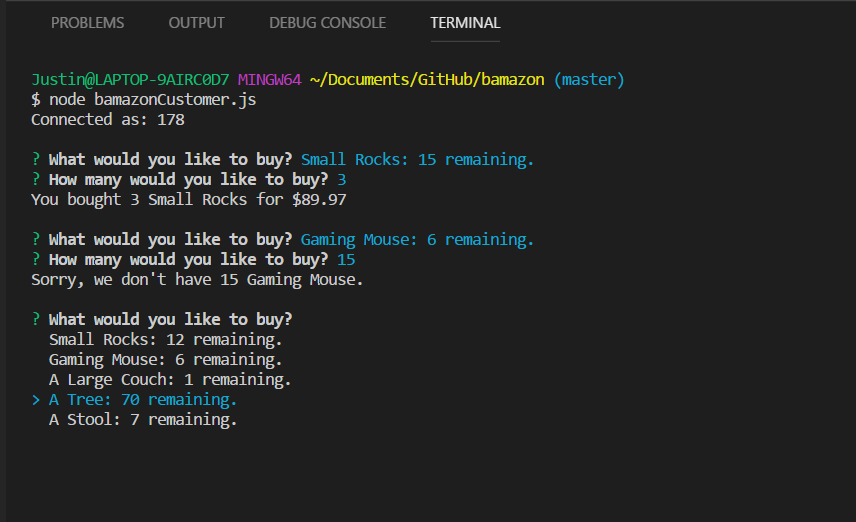 PROBLEMS OUTPUT DEBUG CONSOLE TERMINAL
Justin@LAPTOP-9AIRC0D7 MINGW64 ~/Documents/GitHub/bamazon (master)
$ node bamazonCustomer.js
Connected as: 178
? What would you like to buy? Small Rocks: 15 remaining.
? How many would you like to buy? 3
You bought 3 Small Rocks for $89.97
? What would you like to buy? Gaming Mouse: 6 remaining.
? How many would you like to buy? 15
Sorry, we don't have 15 Gaming Mouse.
? What would you like to buy?
Small Rocks: 12 remaining.
Gaming Mouse: 6 remaining.
A Large Couch: 1 remaining.
> A Tree: 70 remaining.
A Stool: 7 remaining.